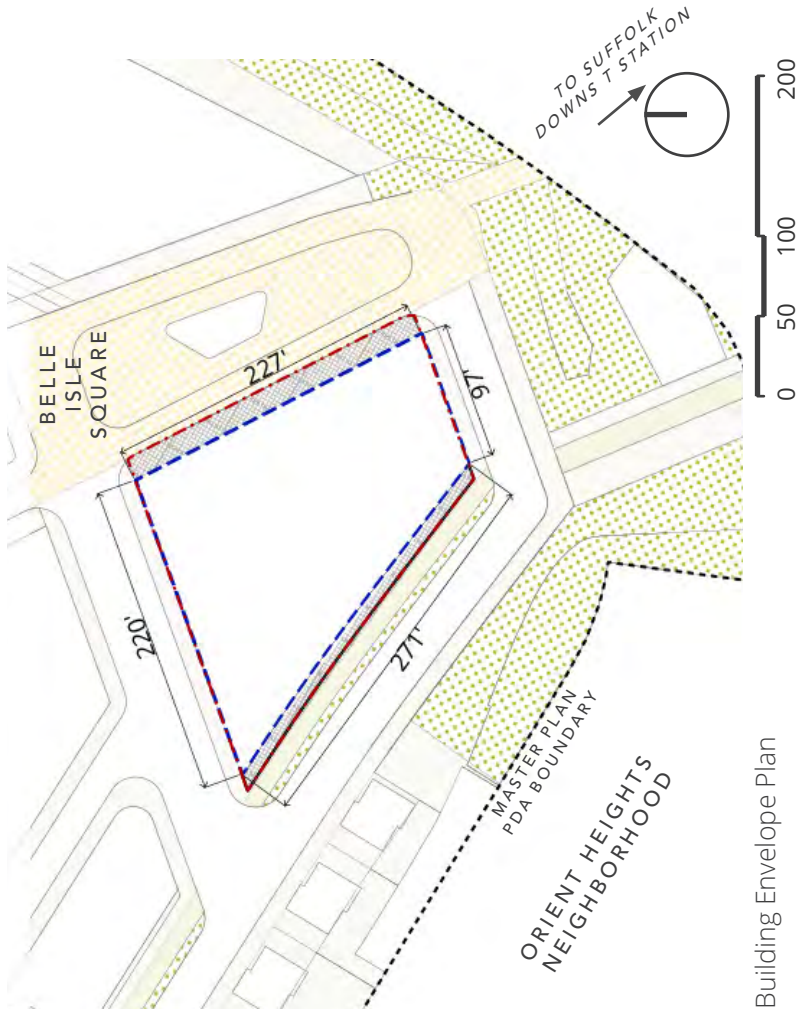 TO SUFFOLK
DOWNS T STATION
BELLE
ISLE
SQUARE
227'
97'
220'
271'
MASTER PLAN
PDA BOUNDARY
ORIENT HEIGHTS
NEIGHBORHOOD
0 50 100 200
Building Envelope Plan